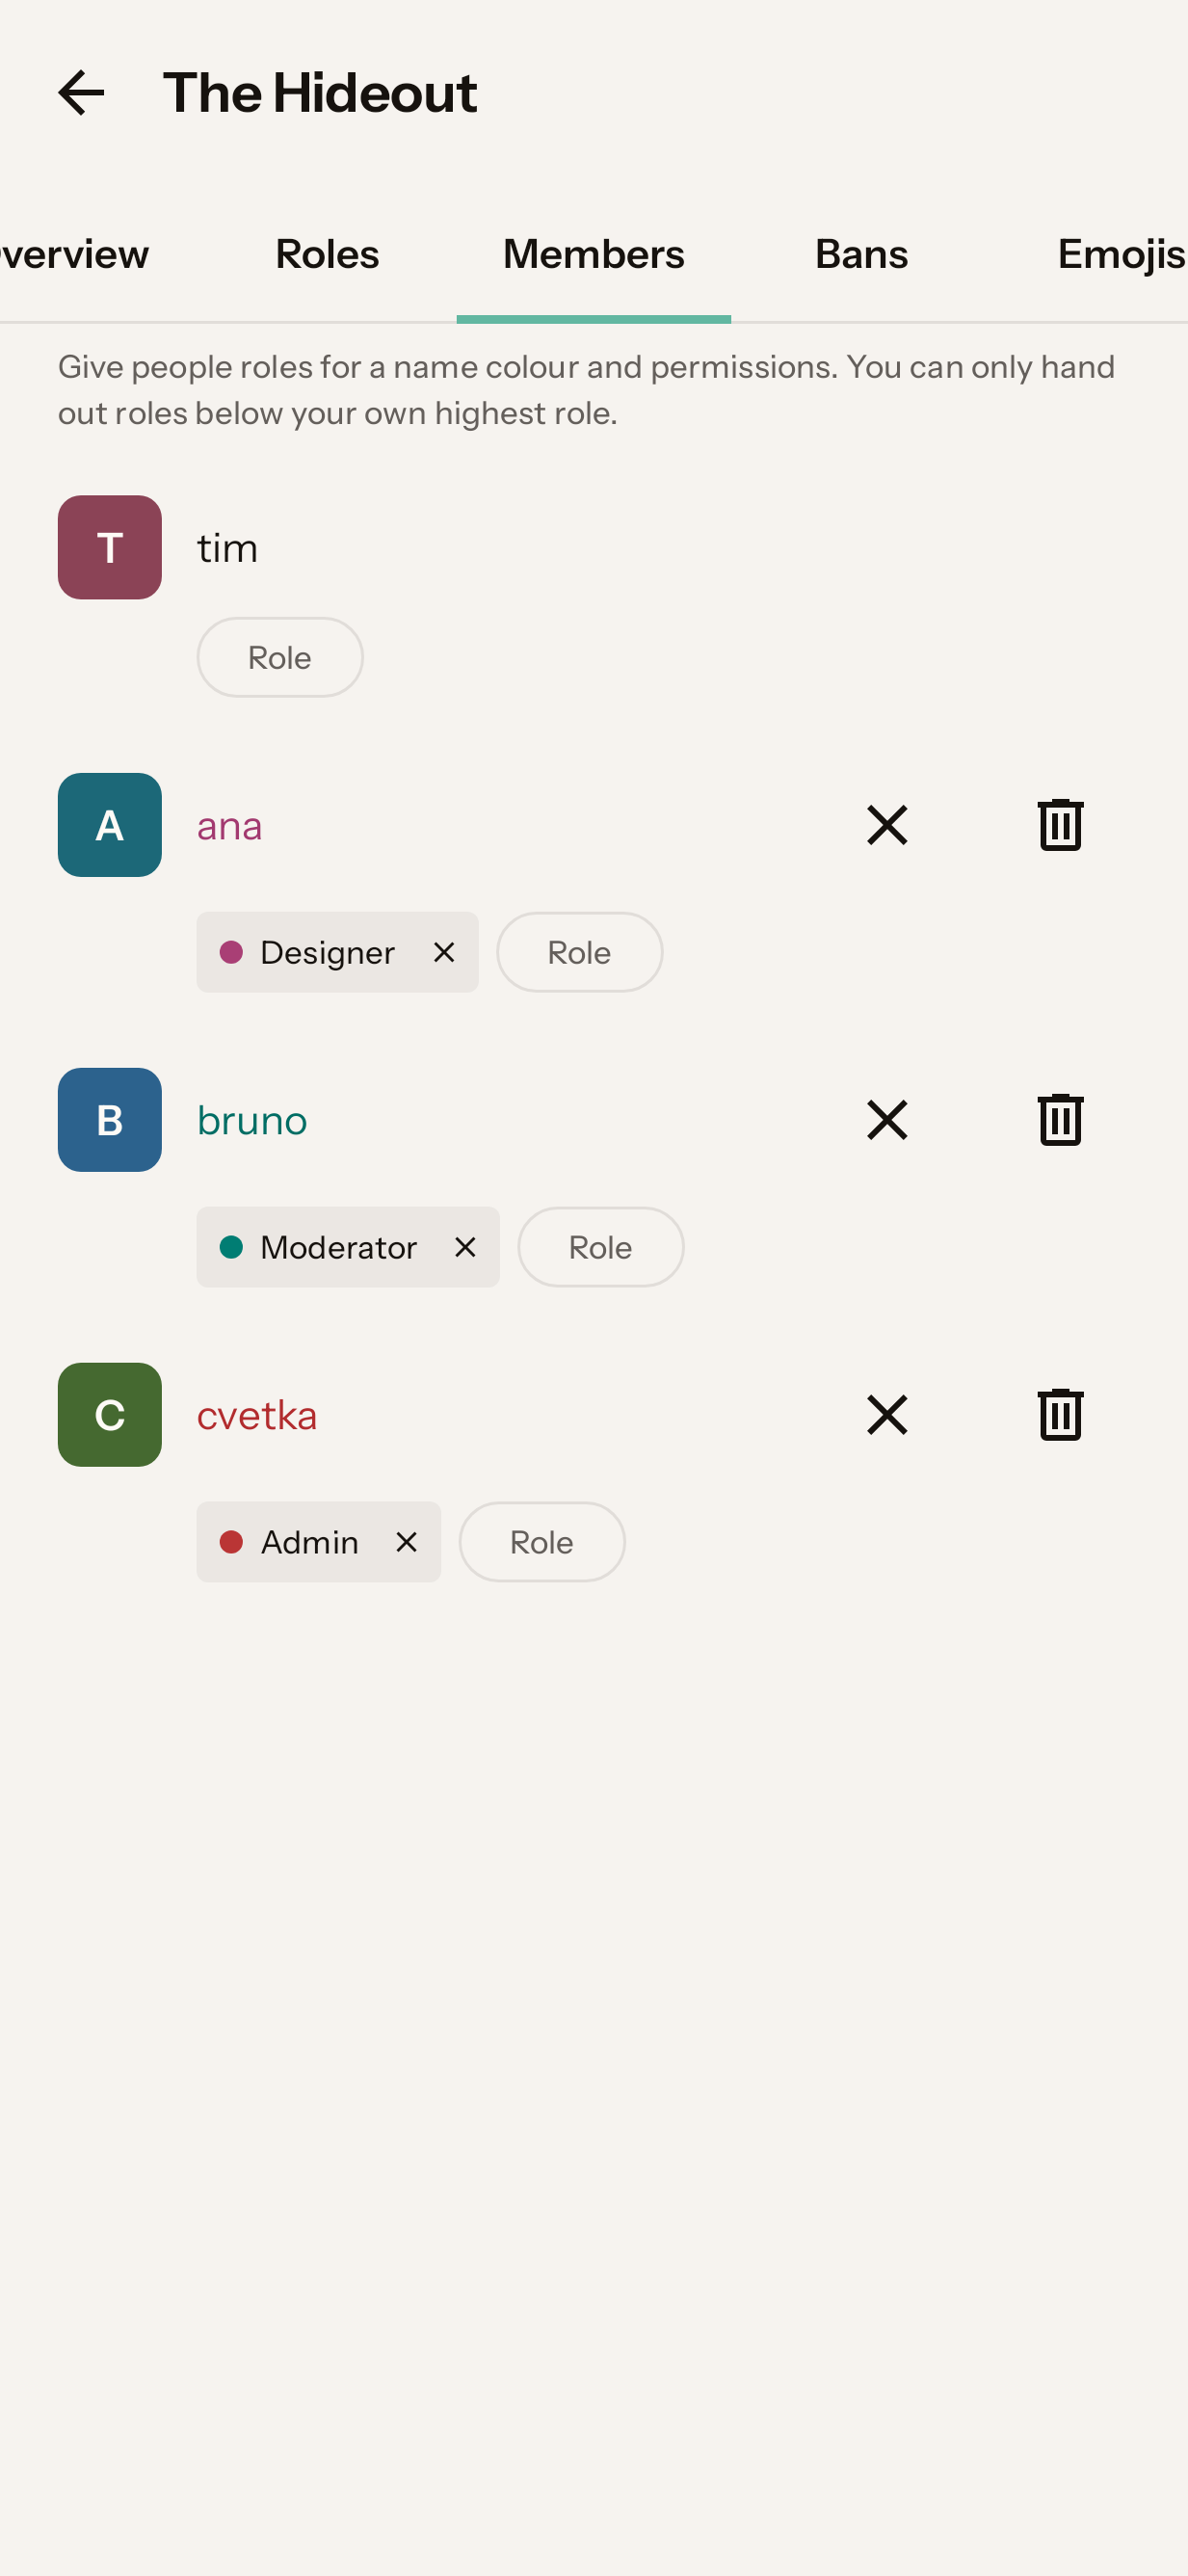 The Hideout
verview
Roles
Members
Bans
Emojis
Give people roles for a name colour and permissions. You can only hand
out roles below your own highest role.
T
tim
Role
A
ana
Designer
Role
B
bruno
Moderator
Role
C
cvetka
Admin
Role